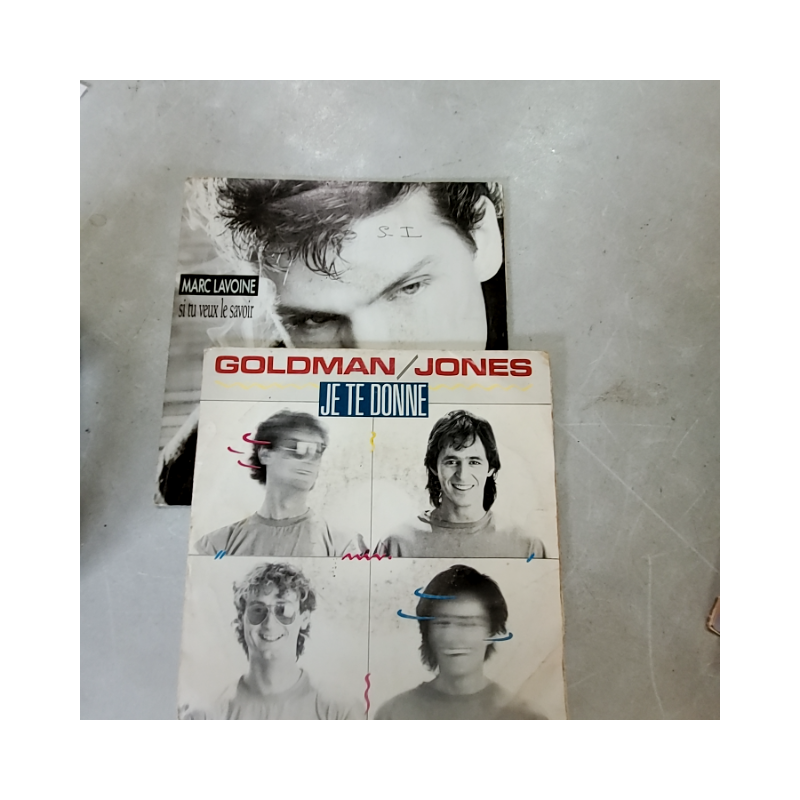 S-I
MARC LAVOINE
si tu veux le savoir
GOLDMAN/JONES
JE TE DONNE